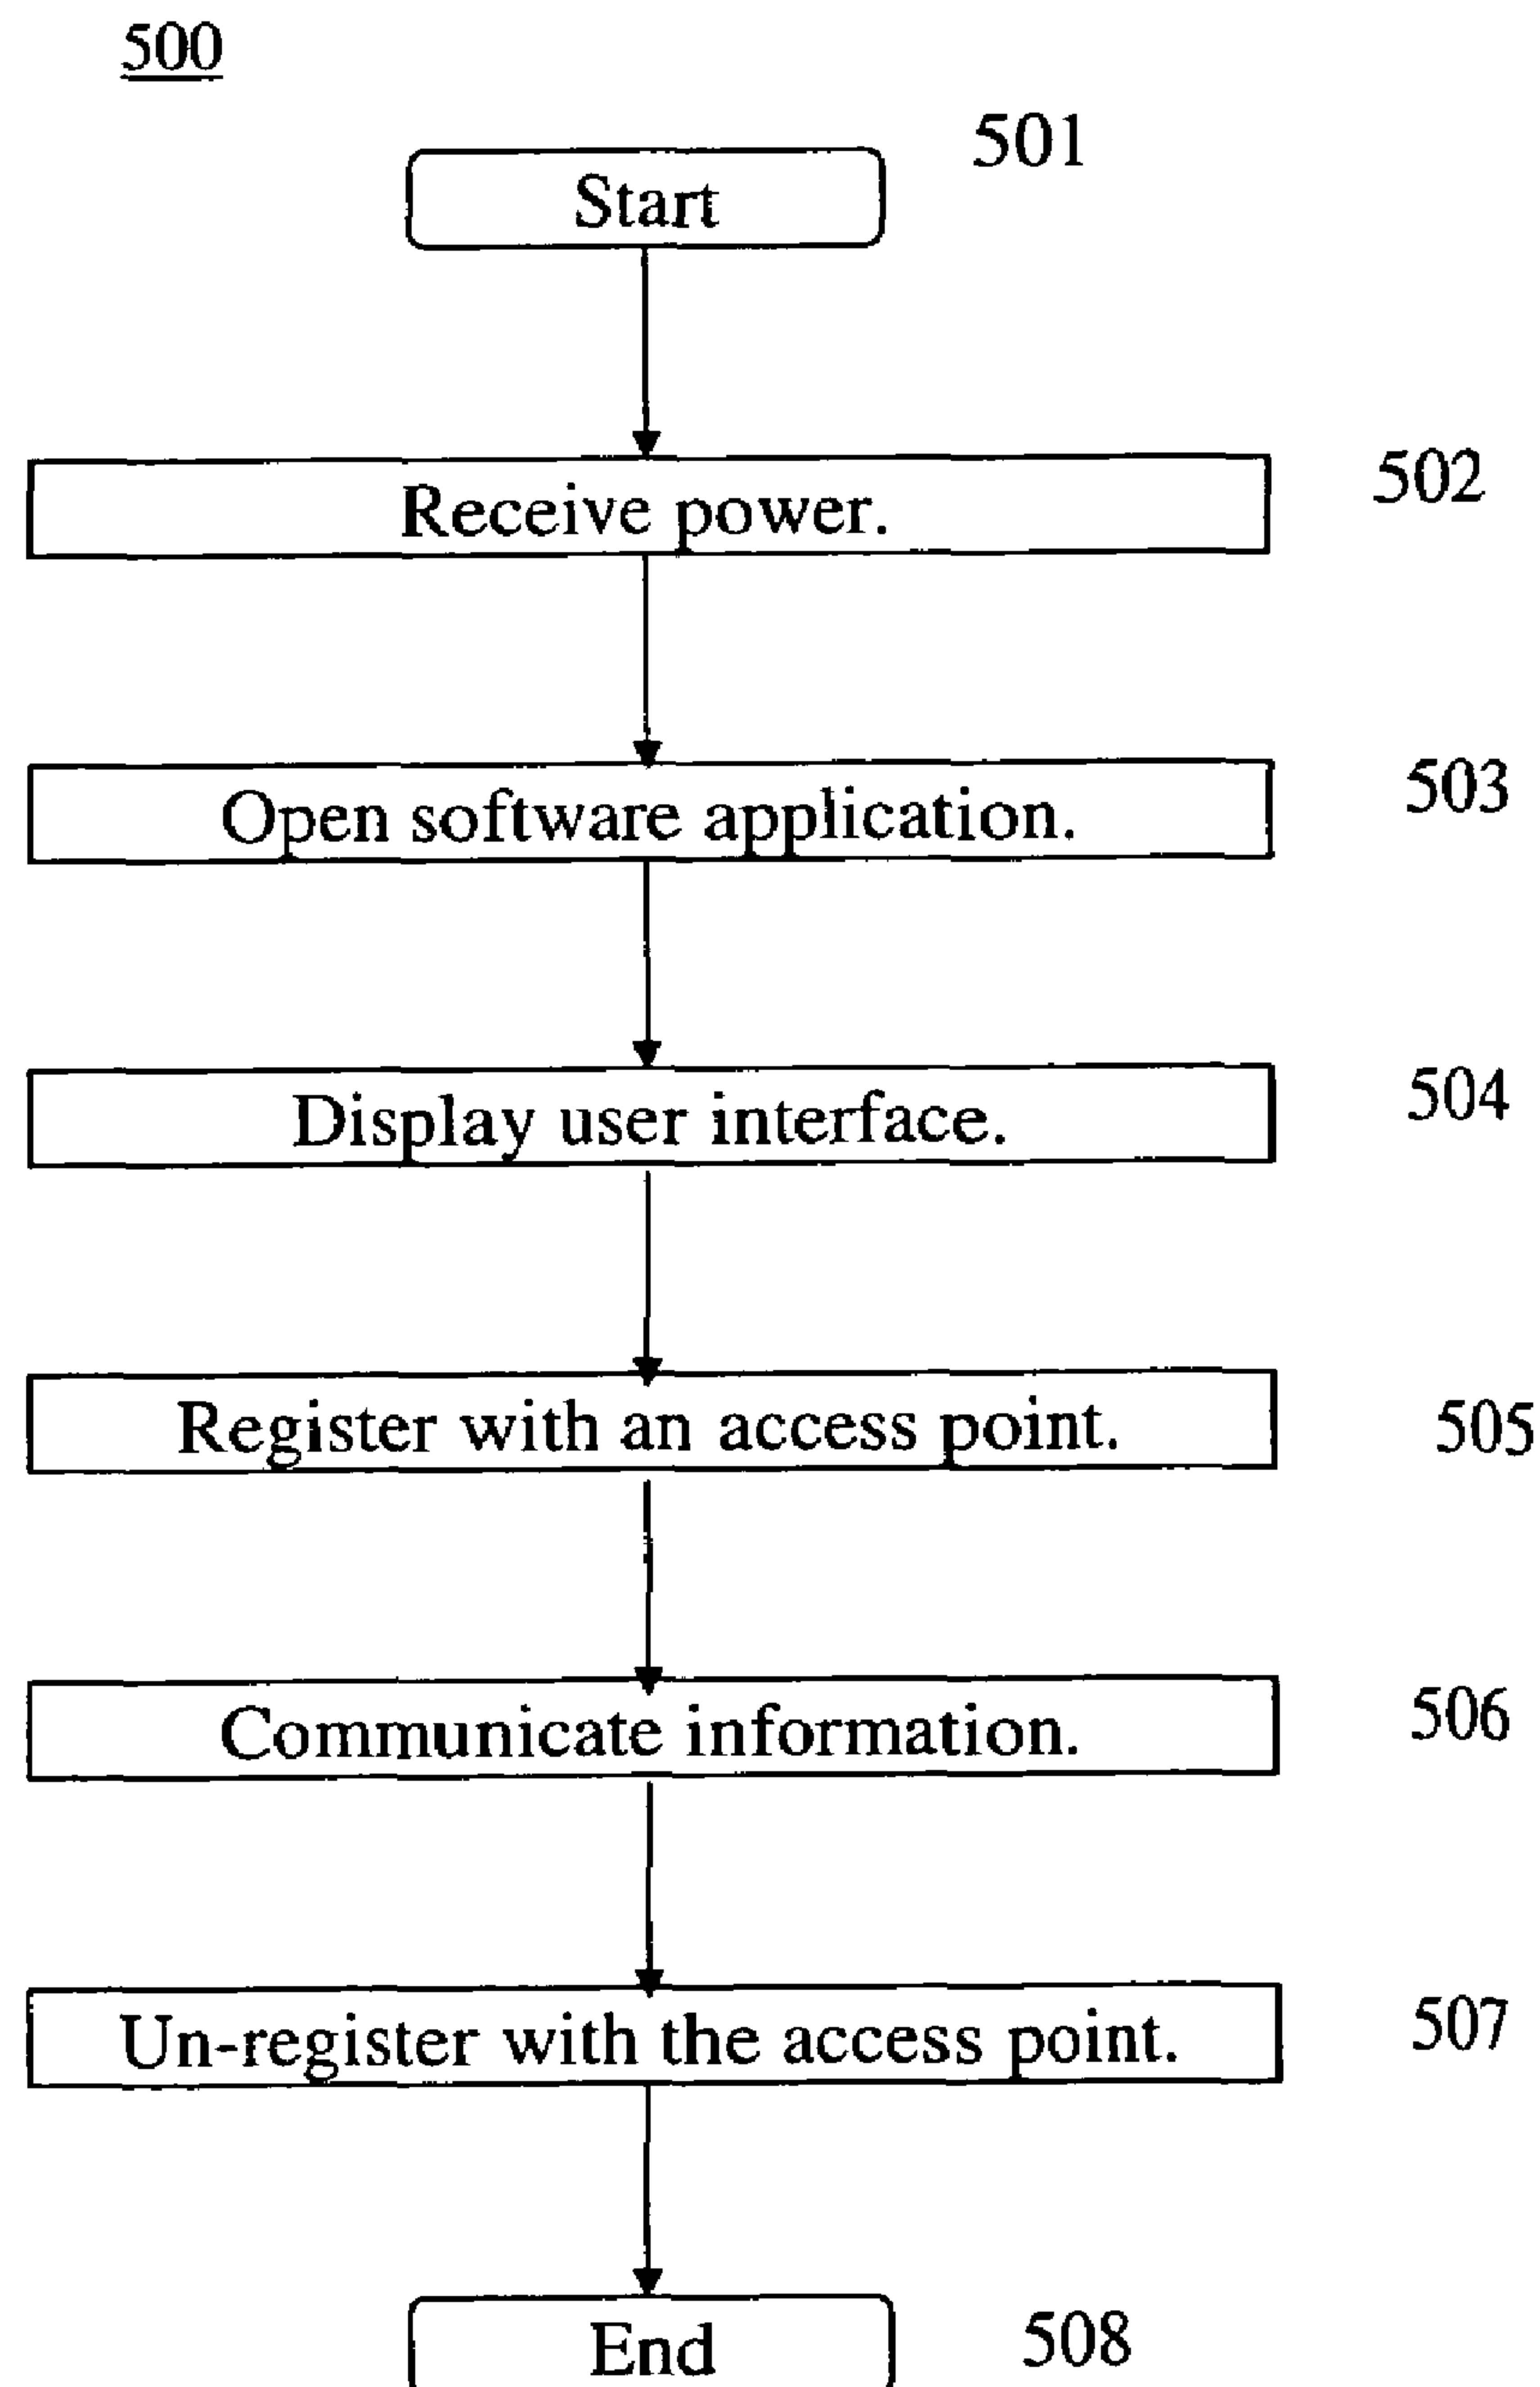 500
501
Start
502
Receive power.
503
Open software application.
504
Display user interface.
505
Register with an access point.
506
Communicate information.
507
Un-register with the access point.
End
508